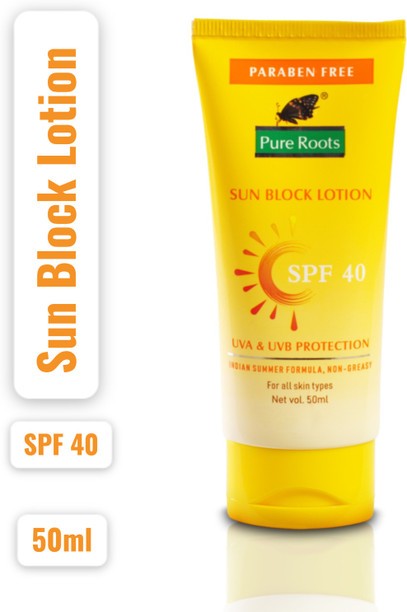 Sun Block Lotion
SPF 40
50ml
PARABEN FREE
®
Pure Roots
SUN BLOCK LOTION
SPF 40
UVA & UVB PROTECTION
INDIAN SUMMER FORMULA, NON-GREASY
For all skin types
Net vol. 50ml